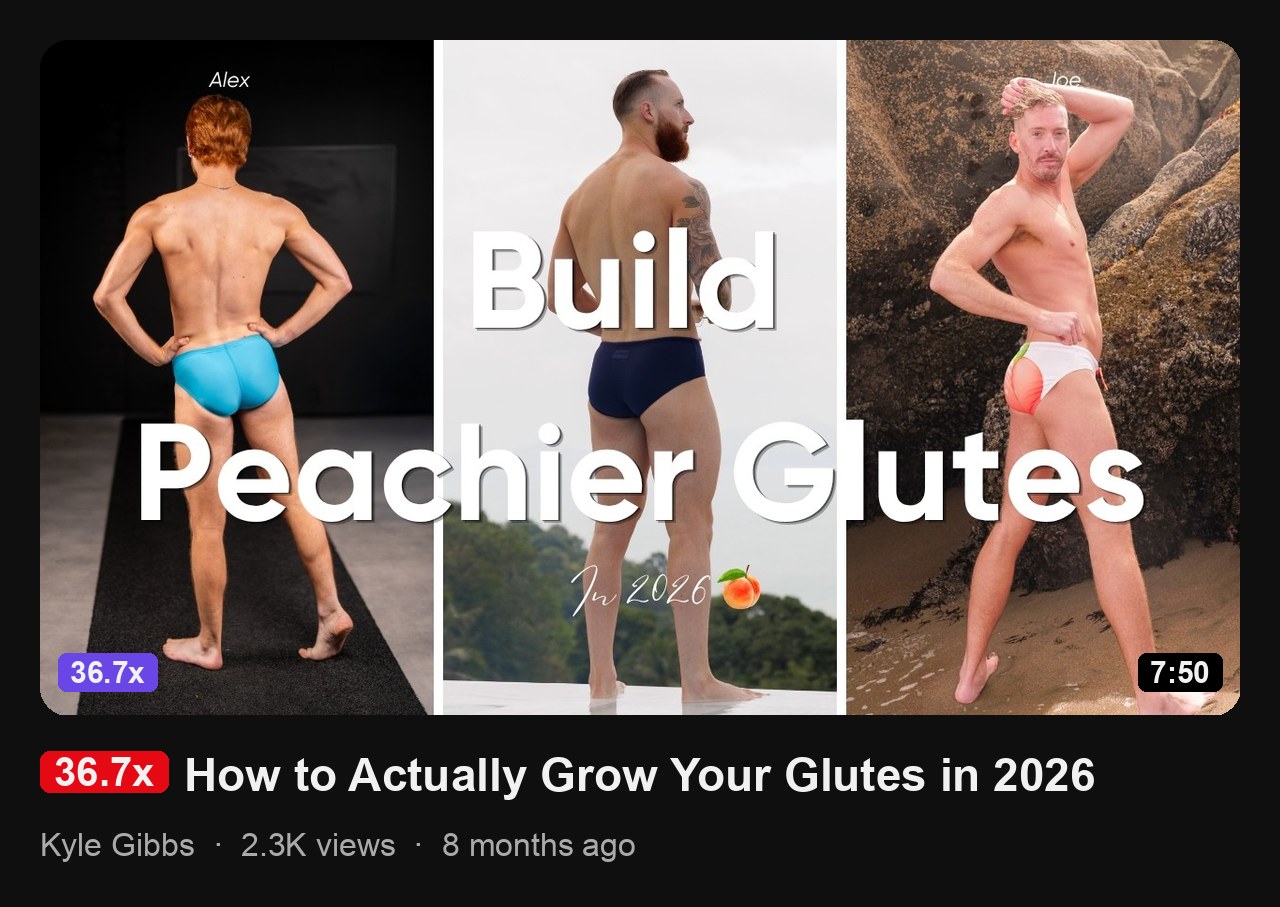 Alex
Joe
Build
Peachier Glutes
In 2026
36.7x
7:50
36.7x How to Actually Grow Your Glutes in 2026
Kyle Gibbs · 2.3K views · 8 months ago